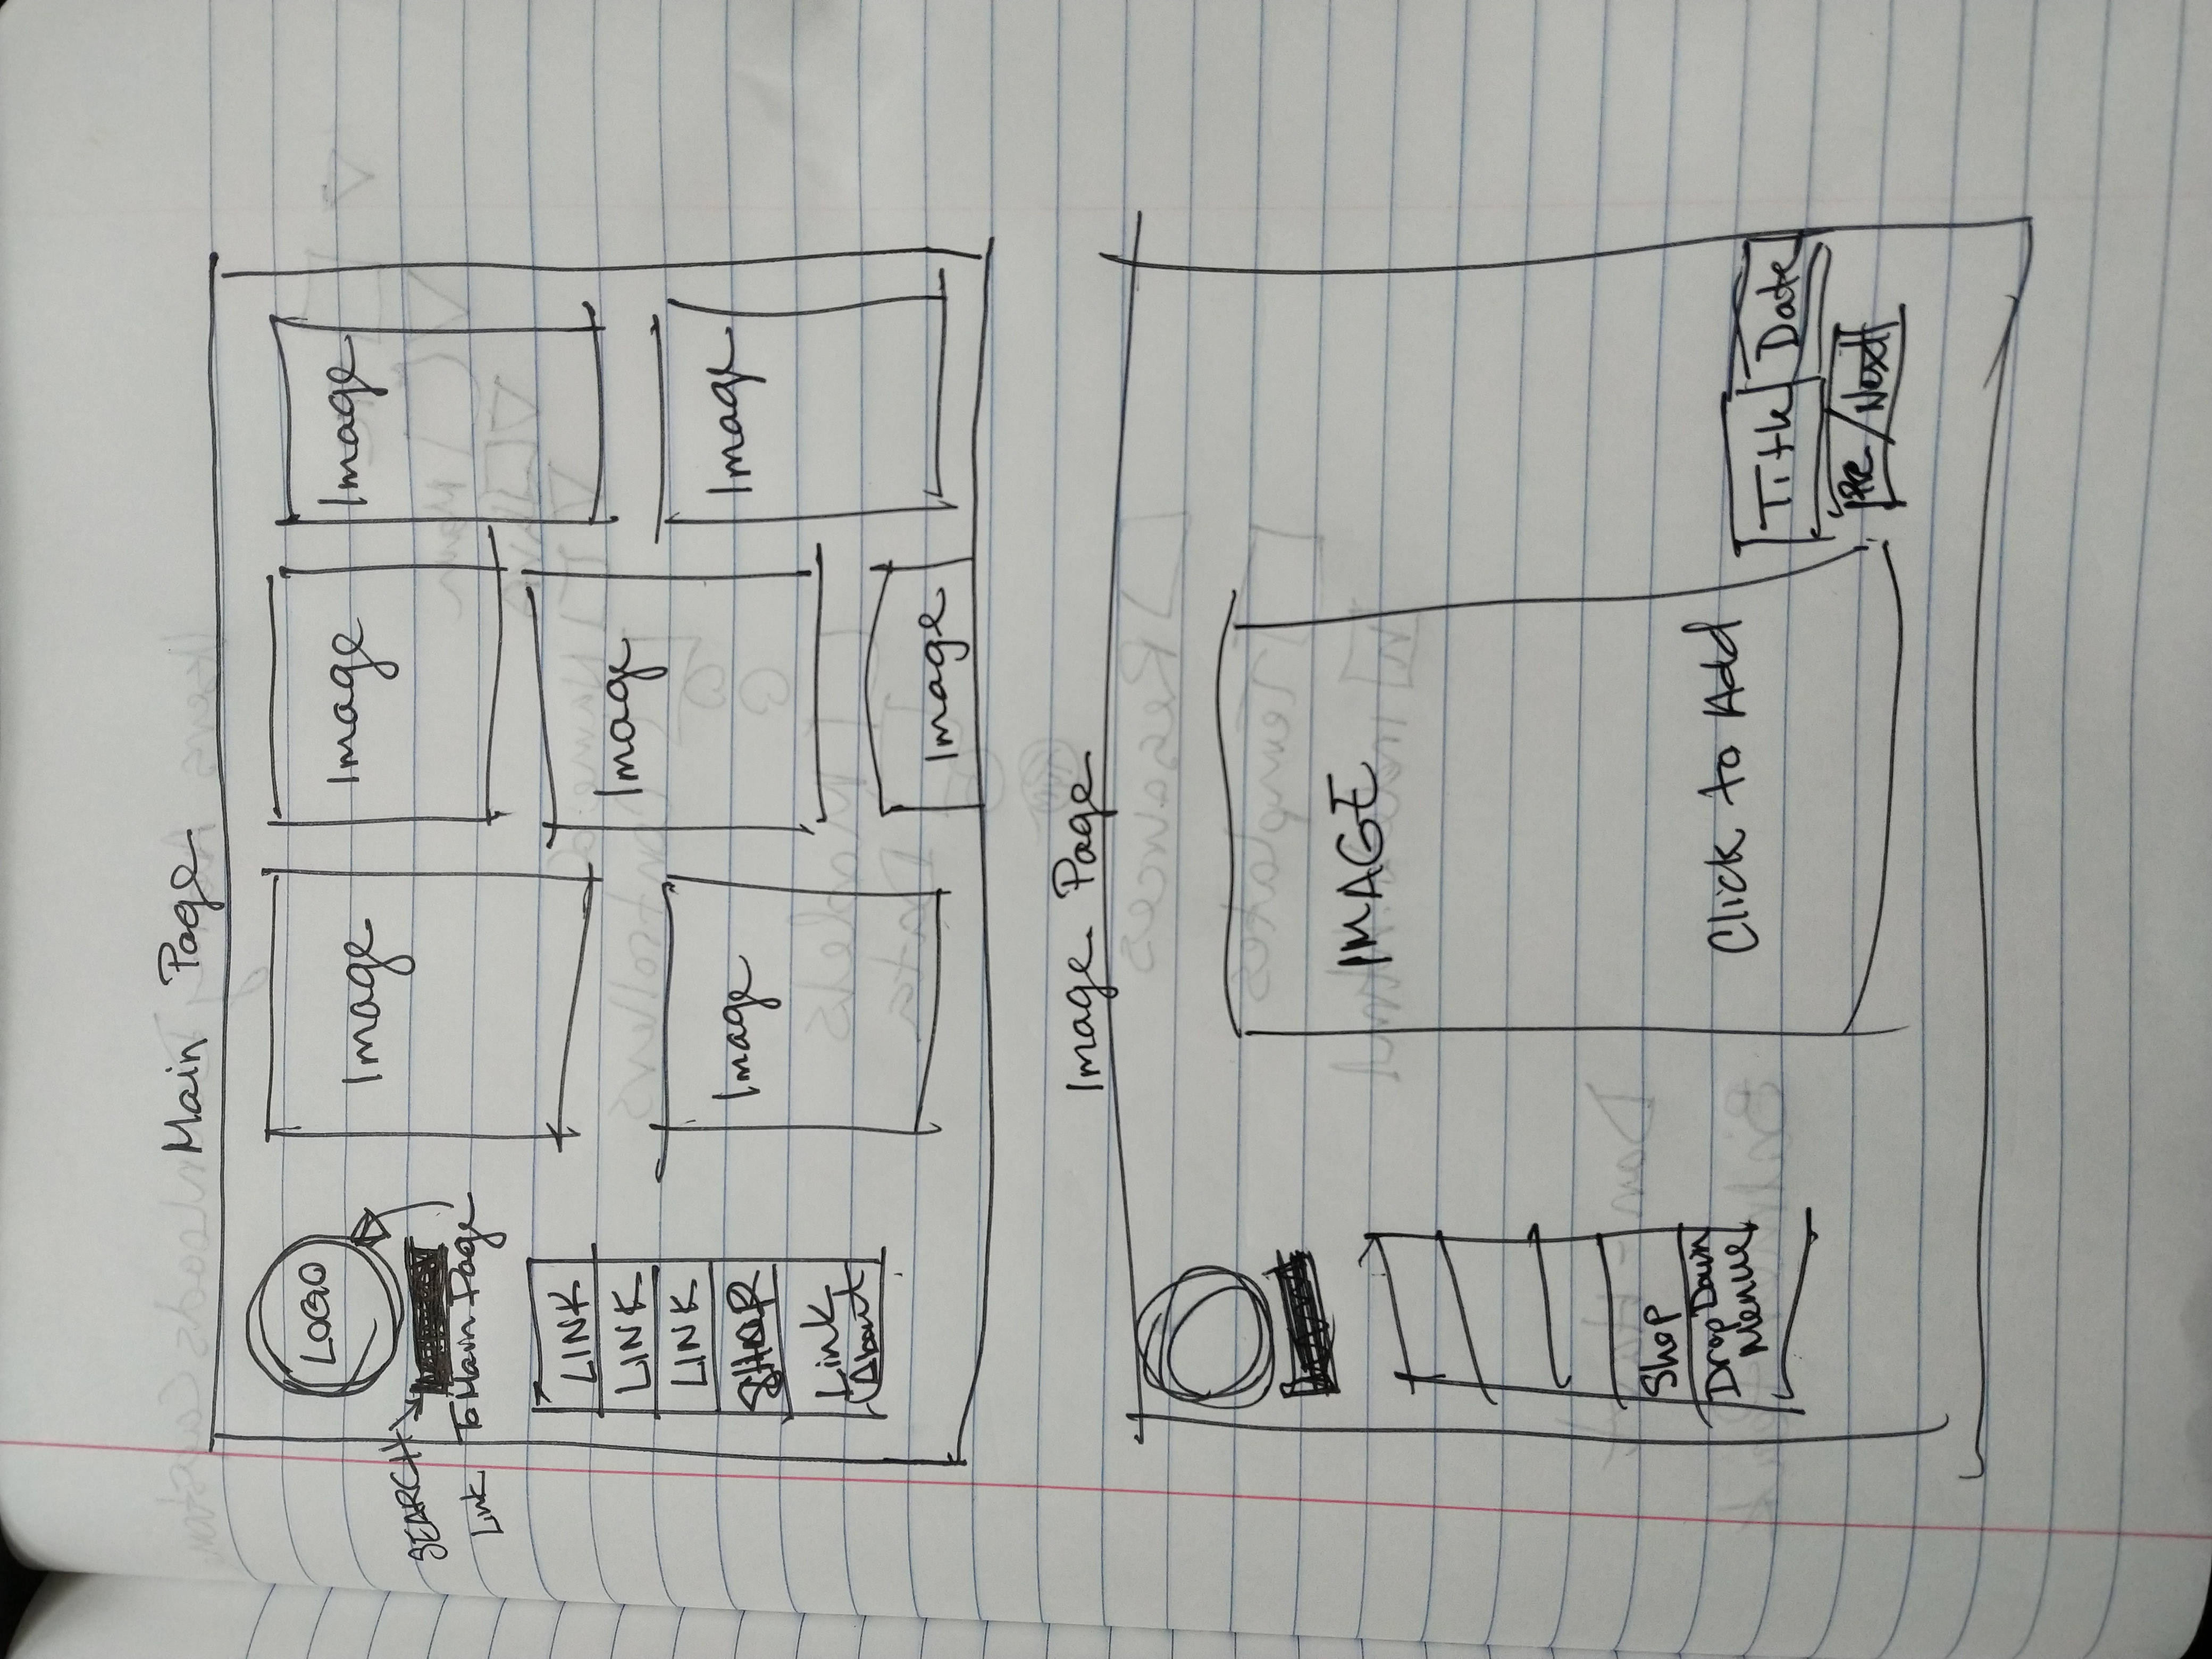 Main Page
LOGO
SEARCH
Link To Main Page
LINK
LINK
LINK
SHOP
Link
About
Image
Image
Image
Image
Image
Image
Image
Image Page
IMAGE
Click to Add
Shop
Drop Down
Menue
Title
Date
Pre / Next